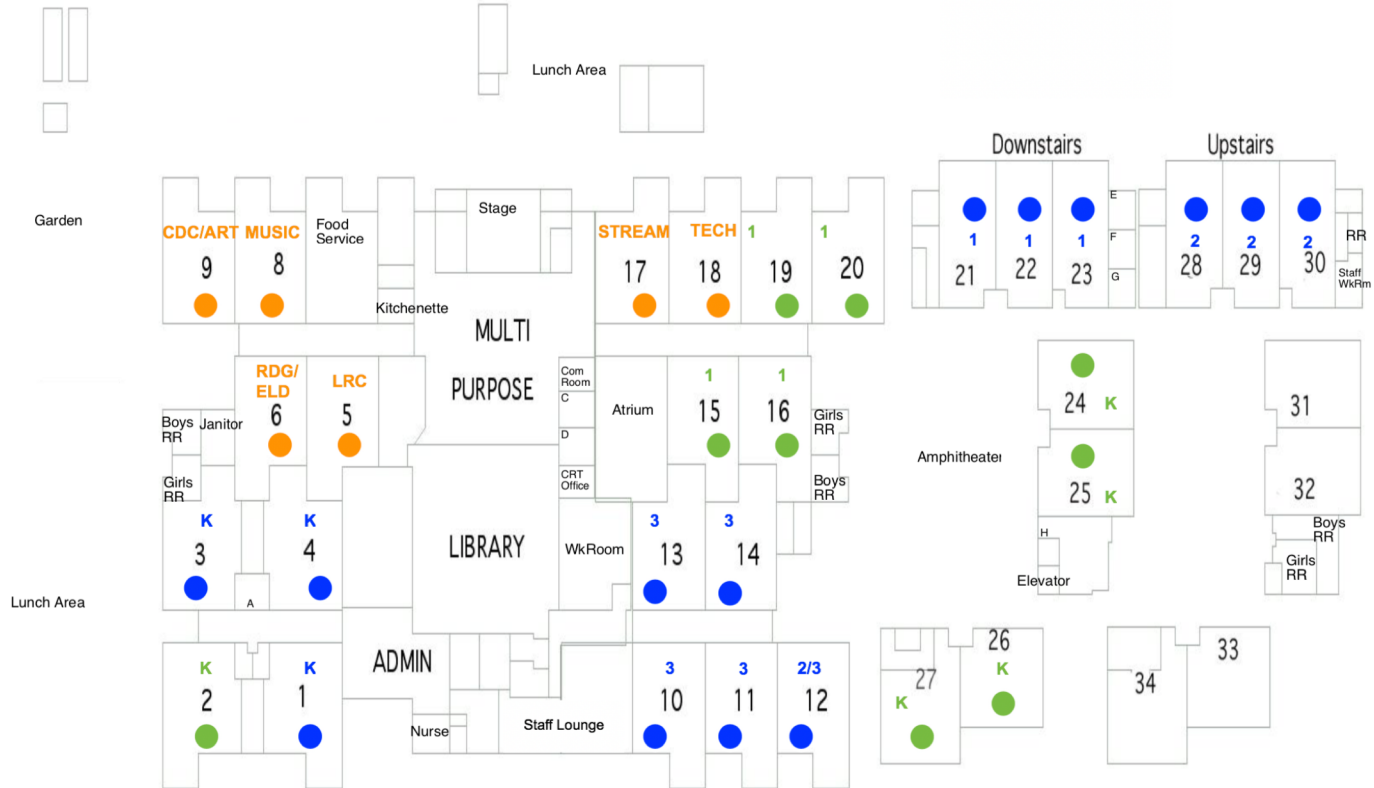 Lunch Area
Downstairs
Upstairs
Garden
CDC/ART
9
MUSIC
8
Food
Service
Kitchenette
Stage
MULTI
PURPOSE
STREAM
17
TECH
18
1
19
1
20
1
21
1
22
1
23
E
F
G
2
28
2
29
2
30
RR
Staff
WkRm
RDG/
ELD
6
LRC
5
Boys
RR
Janitor
Girls
RR
Com
Room
C
D
CRT
Office
Atrium
1
15
1
16
Girls
RR
Boys
RR
Amphitheater
24
K
25
K
H
Elevator
31
32
Boys
RR
Girls
RR
Lunch Area
K
3
A
K
4
LIBRARY
WkRoom
3
13
3
14
K
2
K
1
ADMIN
Nurse
Staff Lounge
3
10
3
11
2/3
12
27
K
26
K
34
33